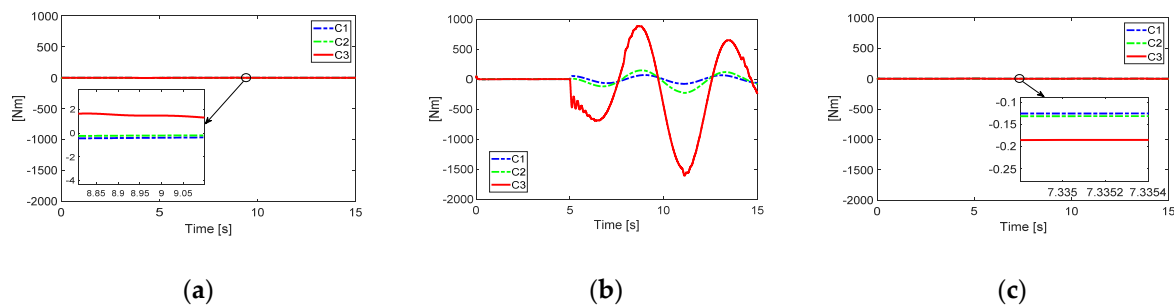 1000
500
0
-500
-1000
-1500
-2000
[Nm]
C1
C2
C3
2
0
-2
-4
8.85 8.9 8.95 9 9.05
0 5 10 15
Time [s]
(a)
1000
500
0
-500
-1000
-1500
-2000
[Nm]
C1
C2
C3
0 5 10 15
Time [s]
(b)
1000
500
0
-500
-1000
-1500
-2000
[Nm]
C1
C2
C3
-0.1
-0.15
-0.2
-0.25
7.335 7.3352 7.3354
0 5 10 15
Time [s]
(c)